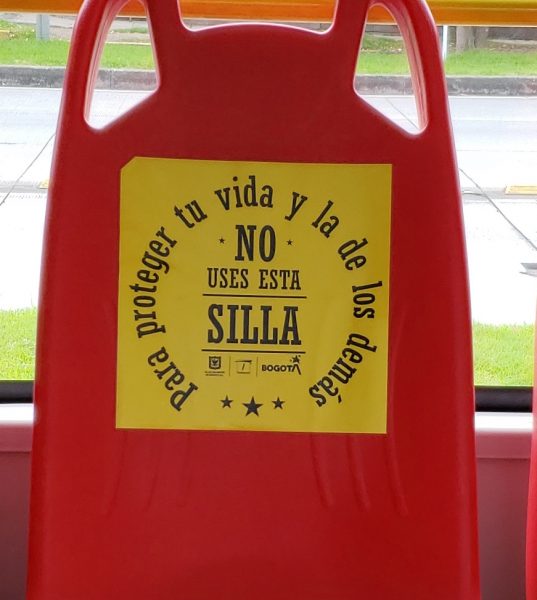 Para proteger tu vida y la de los demás
NO
USES ESTA
SILLA
BOGOTÁ